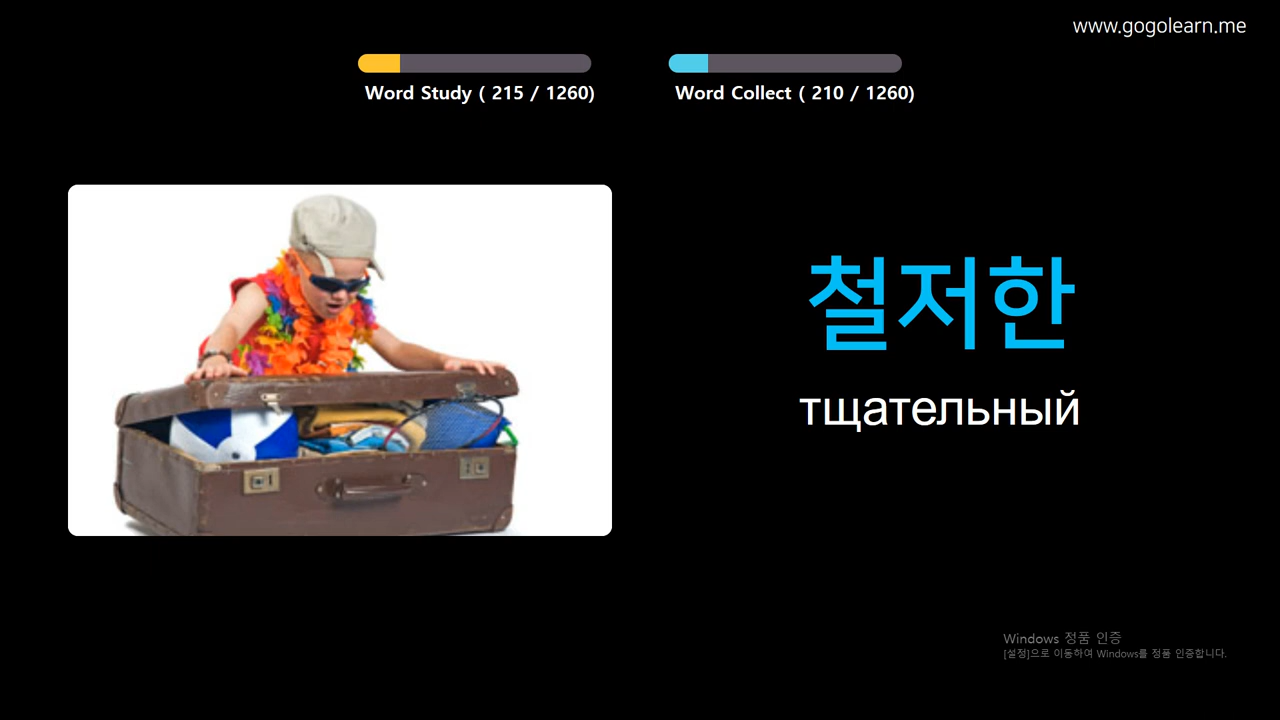 www.gogolearn.me
Word Study ( 215 / 1260)
Word Collect ( 210 / 1260)
철저한
тщательный
Windows 정품 인증
[설정]으로 이동하여 Windows를 정품 인증합니다.